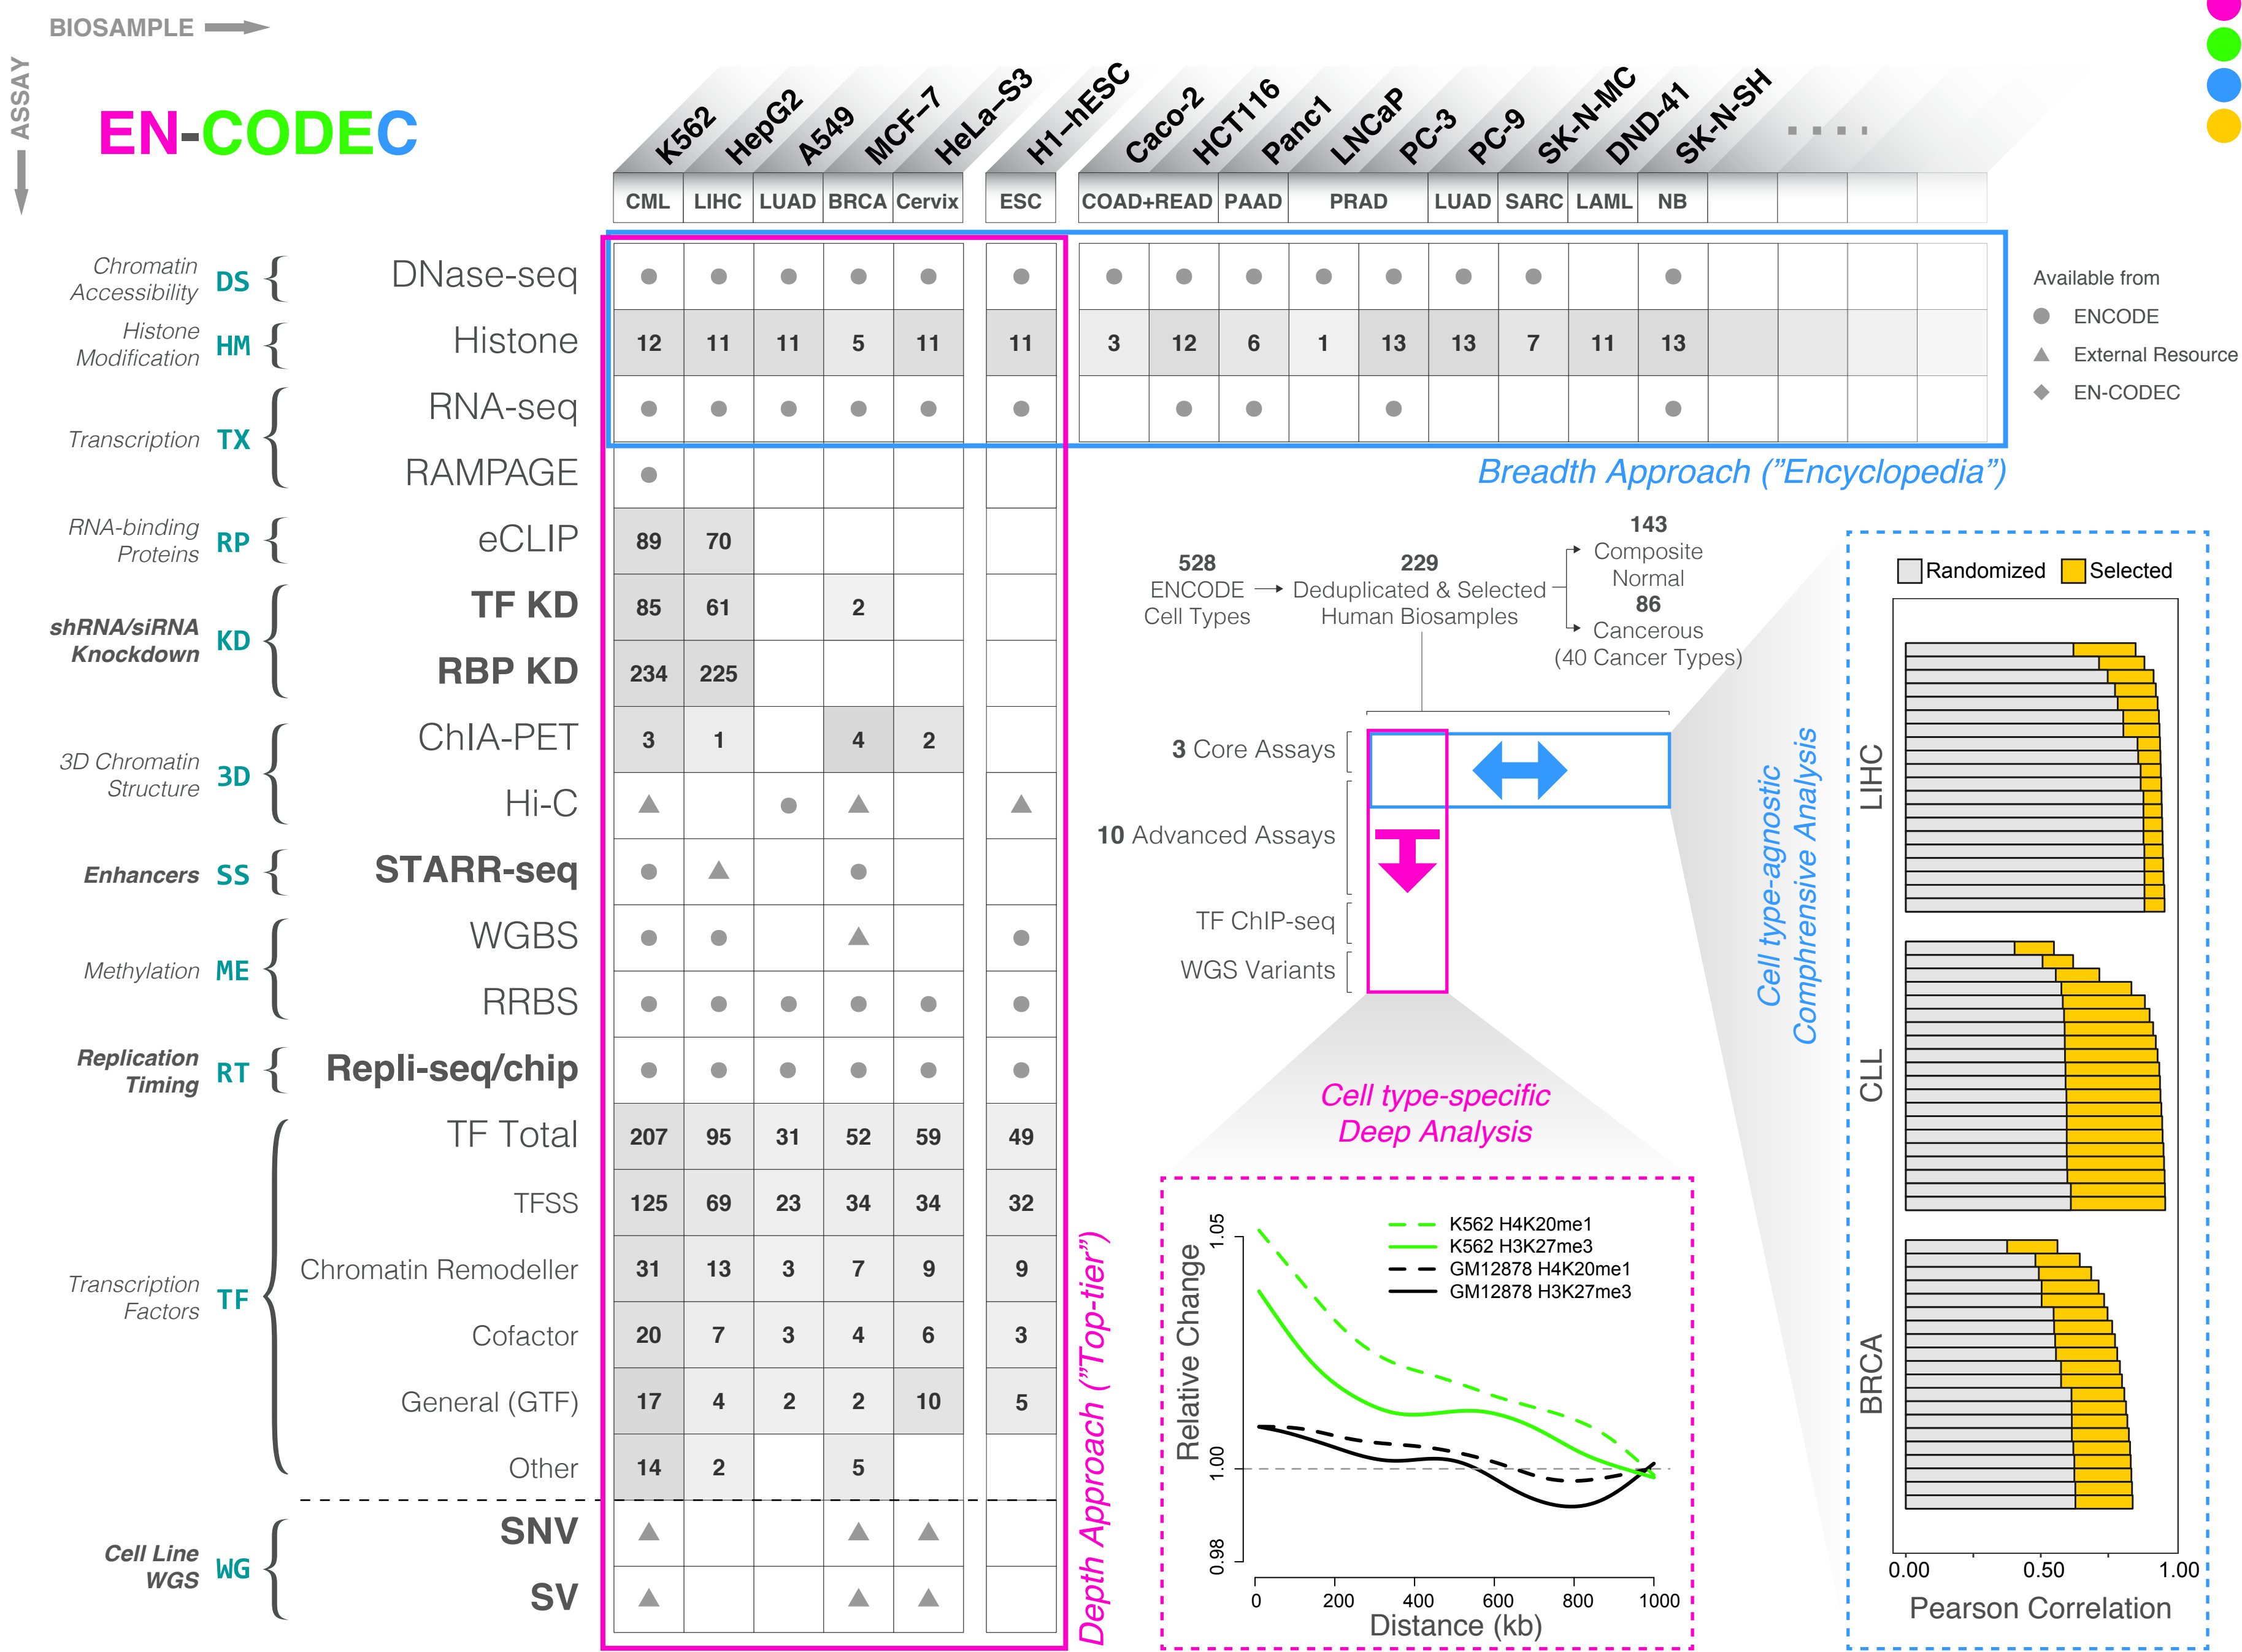 BIOSAMPLE
ASSAY
EN-CODEC
K562 HepG2 A549 MCF-7 HeLa-S3 H1-hESC Caco-2 HCT116 Panc1 LNCaP PC-3 PC-9 SK-N-MC DND-41 SK-N-SH ....
CML LIHC LUAD BRCA Cervix ESC COAD+READ PAAD PRAD LUAD SARC LAML NB
Chromatin
Accessibility
DS
DNase-seq
Histone
Modification
HM
Histone 12 11 11 5 11 11 3 12 6 1 13 13 7 11 13
Transcription TX
RNA-seq
RAMPAGE
Available from
ENCODE
External Resource
EN-CODEC
Breadth Approach ("Encyclopedia")
RNA-binding
Proteins
RP
eCLIP 89 70
shRNA/siRNA
Knockdown
KD
TF KD 85 61 2
RBP KD 234 225
3D Chromatin
Structure
3D
ChIA-PET 3 1 4 2
Hi-C
Enhancers SS
STARR-seq
Methylation ME
WGBS
RRBS
Replication
Timing
RT
Repli-seq/chip
Transcription
Factors
TF
TF Total 207 95 31 52 59 49
TFSS 125 69 23 34 34 32
Chromatin Remodeller 31 13 3 7 9 9
Cofactor 20 7 3 4 6 3
General (GTF) 17 4 2 2 10 5
Other 14 2 5
Cell Line
WGS
WG
SNV
SV
Depth Approach ("Top-tier")
528
ENCODE
Cell Types
229
Deduplicated & Selected
Human Biosamples
143
Composite
Normal
86
Cancerous
(40 Cancer Types)
3 Core Assays
10 Advanced Assays
TF ChIP-seq
WGS Variants
Cell type-specific
Deep Analysis
Cell type-agnostic
Comphrensive Analysis
K562 H4K20me1
K562 H3K27me3
GM12878 H4K20me1
GM12878 H3K27me3
Relative Change
1.05
1.00
0.98
0 200 400 600 800 1000
Distance (kb)
Randomized Selected
LIHC
CLL
BRCA
0.00 0.50 1.00
Pearson Correlation